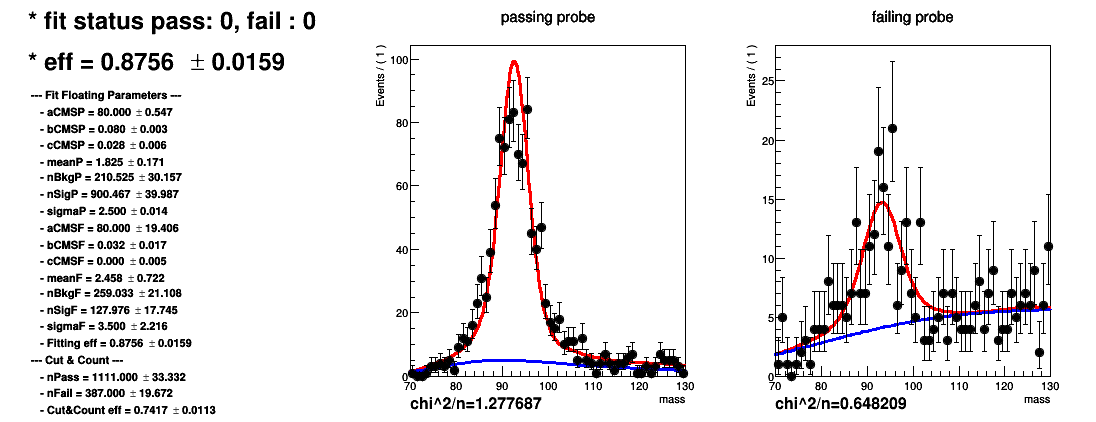 * fit status pass: 0, fail : 0
* eff = 0.8756 ± 0.0159
--- Fit Floating Parameters ---
- aCMSP = 80.000 ± 0.547
- bCMSP = 0.080 ± 0.003
- cCMSP = 0.028 ± 0.006
- meanP = 1.825 ± 0.171
- nBkgP = 210.525 ± 30.157
- nSigP = 900.467 ± 39.987
- sigmaP = 2.500 ± 0.014
- aCMSF = 80.000 ± 19.406
- bCMSF = 0.032 ± 0.017
- cCMSF = 0.000 ± 0.005
- meanF = 2.458 ± 0.722
- nBkgF = 259.033 ± 21.108
- nSigF = 127.976 ± 17.745
- sigmaF = 3.500 ± 2.216
- Fitting eff = 0.8756 ± 0.0159
--- Cut & Count ---
- nPass = 1111.000 ± 33.332
- nFail = 387.000 ± 19.672
- Cut&Count eff = 0.7417 ± 0.0113
passing probe
Events / ( 1 )
100
80
60
40
20
0
70 80 90 100 110 120 130
mass
chi^2/n=1.277687
failing probe
Events / ( 1 )
25
20
15
10
5
0
70 80 90 100 110 120 130
mass
chi^2/n=0.648209